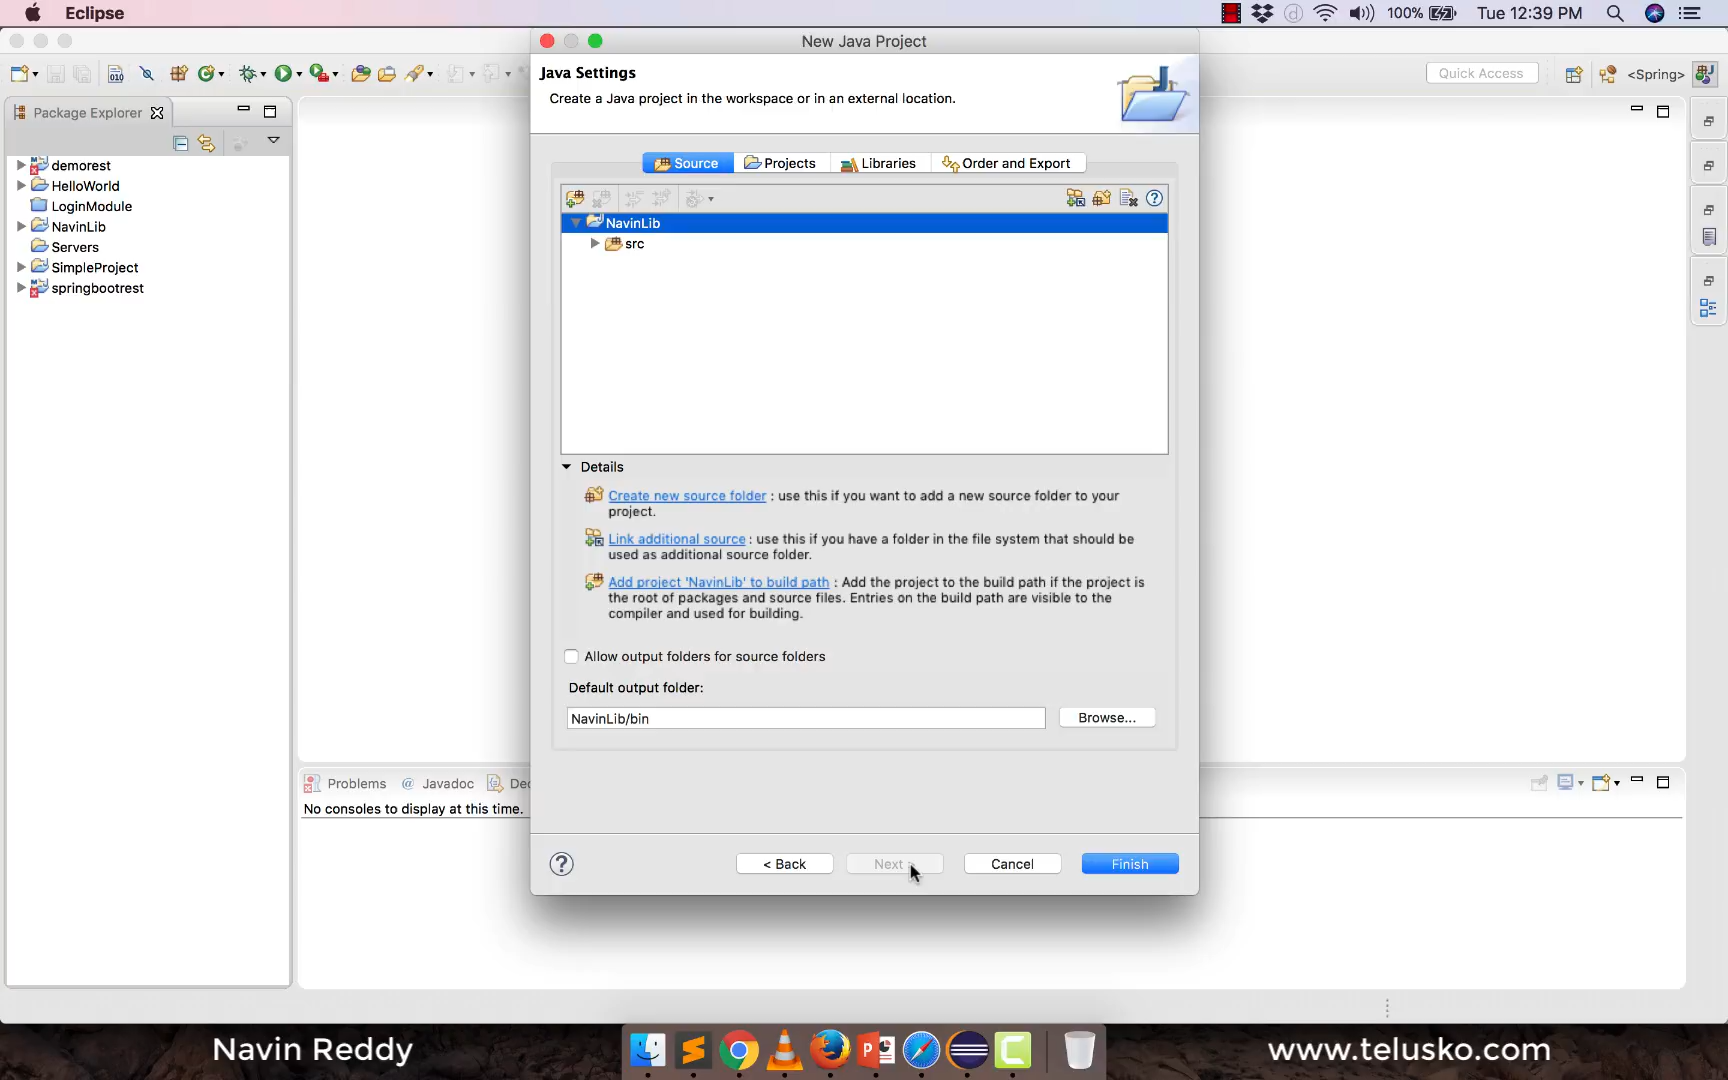 Eclipse
100%
Tue 12:39 PM
New Java Project
Java Settings
Create a Java project in the workspace or in an external location.
Quick Access
<Spring>
Package Explorer
demorest
HelloWorld
LoginModule
NavinLib
Servers
SimpleProject
springbootrest
Source
Projects
Libraries
Order and Export
NavinLib
src
Details
Create new source folder : use this if you want to add a new source folder to your
project.
Link additional source : use this if you have a folder in the file system that should be
used as additional source folder.
Add project 'NavinLib' to build path : Add the project to the build path if the project is
the root of packages and source files. Entries on the build path are visible to the
compiler and used for building.
Allow output folders for source folders
Default output folder:
NavinLib/bin
Browse...
Problems
@ Javadoc
De
No consoles to display at this time.
?
< Back
Next >
Cancel
Finish
Navin Reddy
www.telusko.com